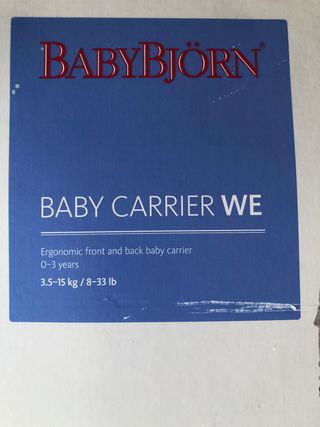 BABYBJÖRN®
BABY CARRIER WE
Ergonomic front and back baby carrier
0–3 years
3.5–15 kg / 8–33 lb